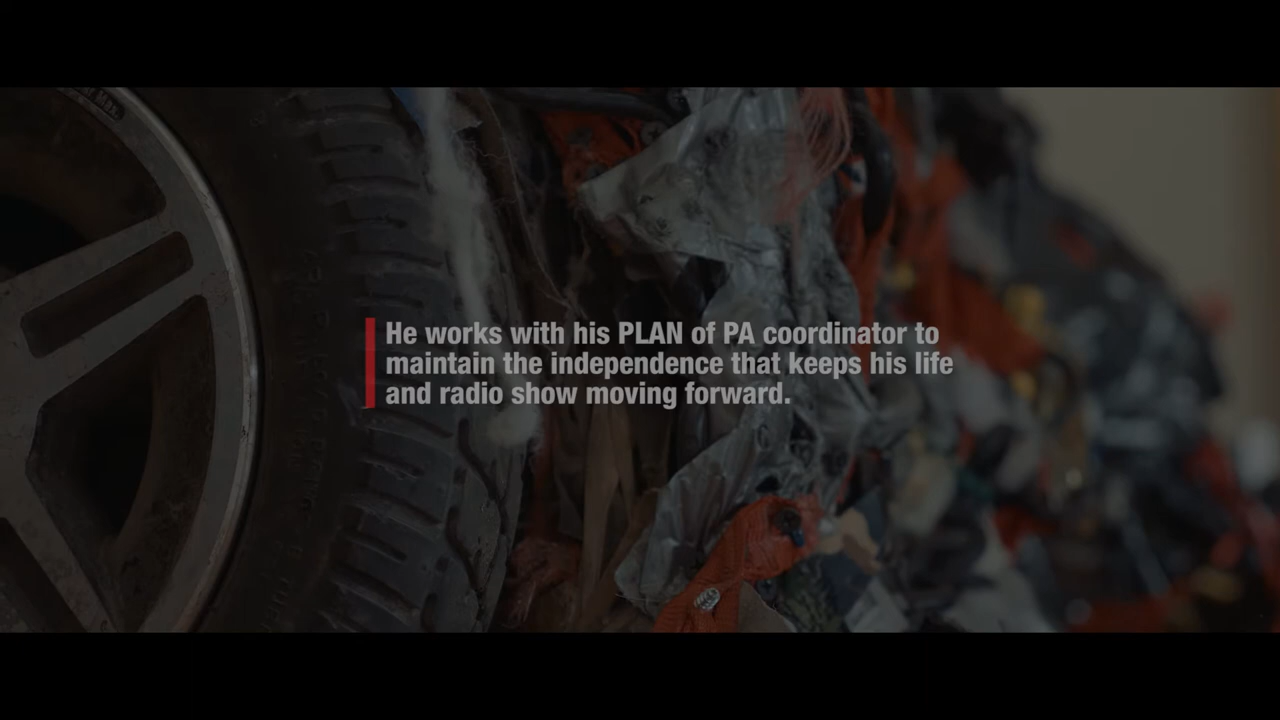 He works with his PLAN of PA coordinator to
maintain the independence that keeps his life
and radio show moving forward.